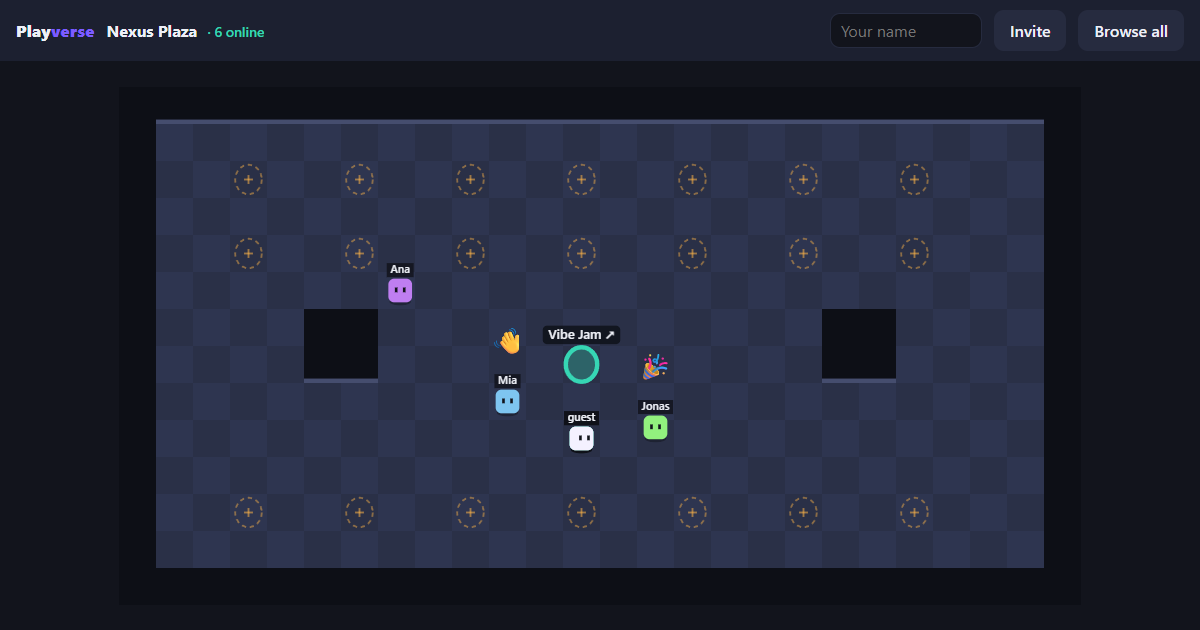 Playverse Nexus Plaza · 6 online Your name Invite Browse all
Ana
Vibe Jam ↗
Mia
Jonas
guest